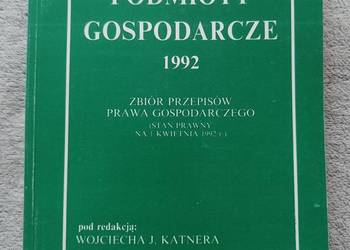 PODMIOTY
GOSPODARCZE
1992
ZBIÓR PRZEPISÓW
PRAWA GOSPODARCZEGO
(STAN PRAWNY
NA 1 KWIETNIA 1992 r.)
pod redakcją:
WOJCIECHA J. KATNERA